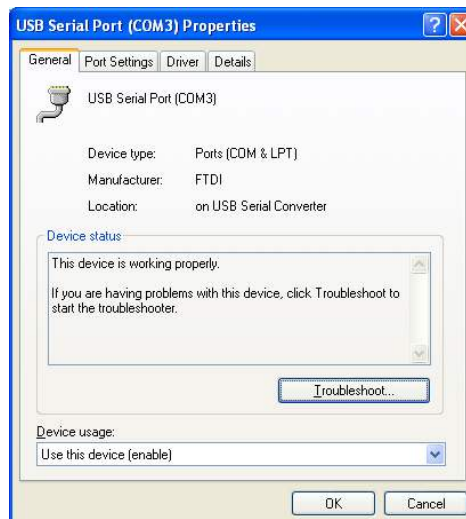 USB Serial Port (COM3) Properties
General Port Settings Driver Details
USB Serial Port (COM3)
Device type: Ports (COM & LPT)
Manufacturer: FTDI
Location: on USB Serial Converter
Device status
This device is working properly.
If you are having problems with this device, click Troubleshoot to
start the troubleshooter.
Troubleshoot...
Device usage:
Use this device (enable)
OK Cancel